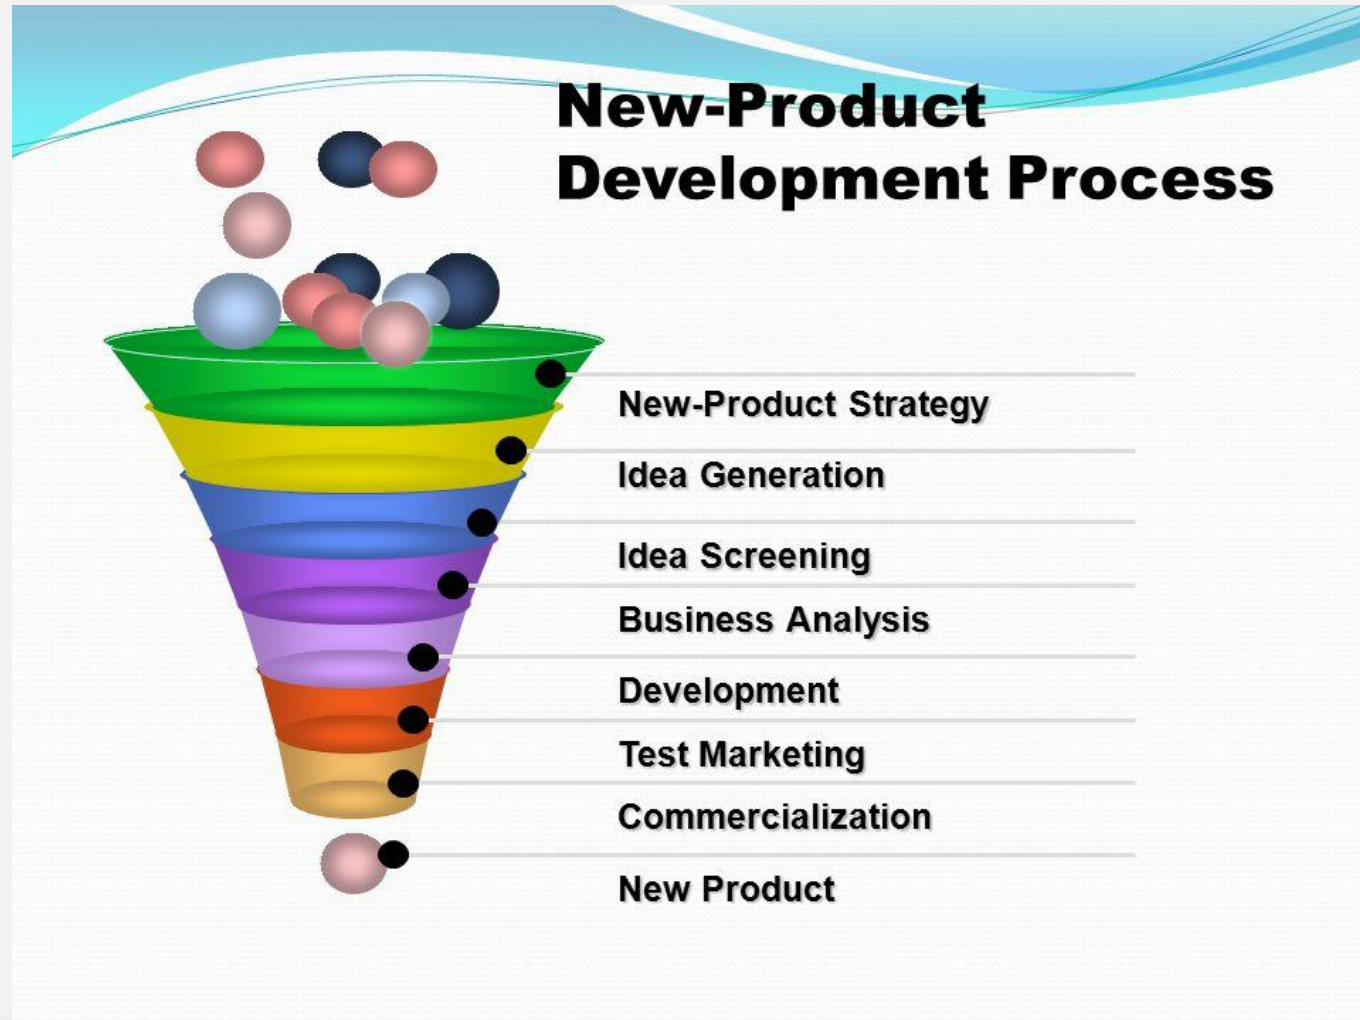 New-Product
Development Process
New-Product Strategy
Idea Generation
Idea Screening
Business Analysis
Development
Test Marketing
Commercialization
New Product